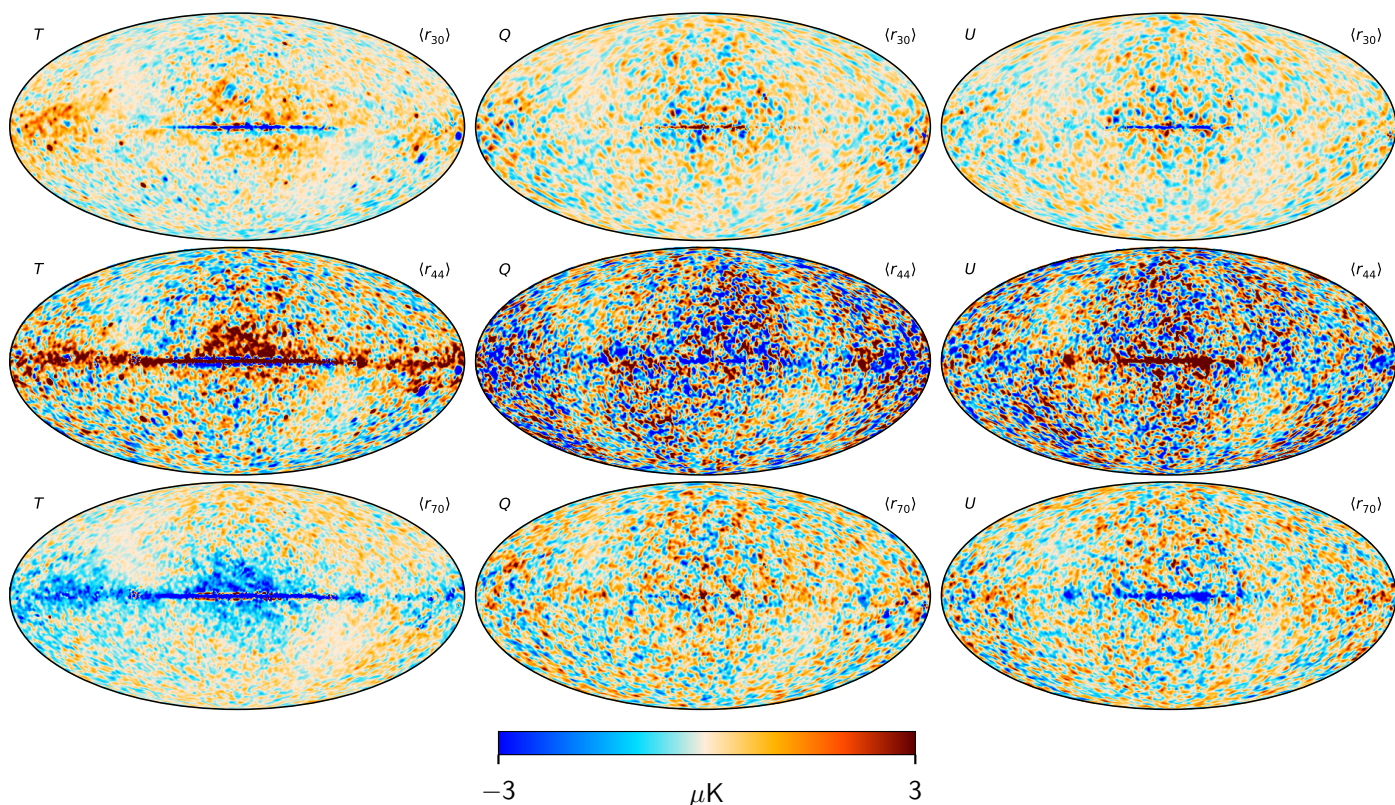 T ⟨r₃₀⟩ Q ⟨r₃₀⟩ U ⟨r₃₀⟩
T ⟨r₄₄⟩ Q ⟨r₄₄⟩ U ⟨r₄₄⟩
T ⟨r₇₀⟩ Q ⟨r₇₀⟩ U ⟨r₇₀⟩
−3 μK 3